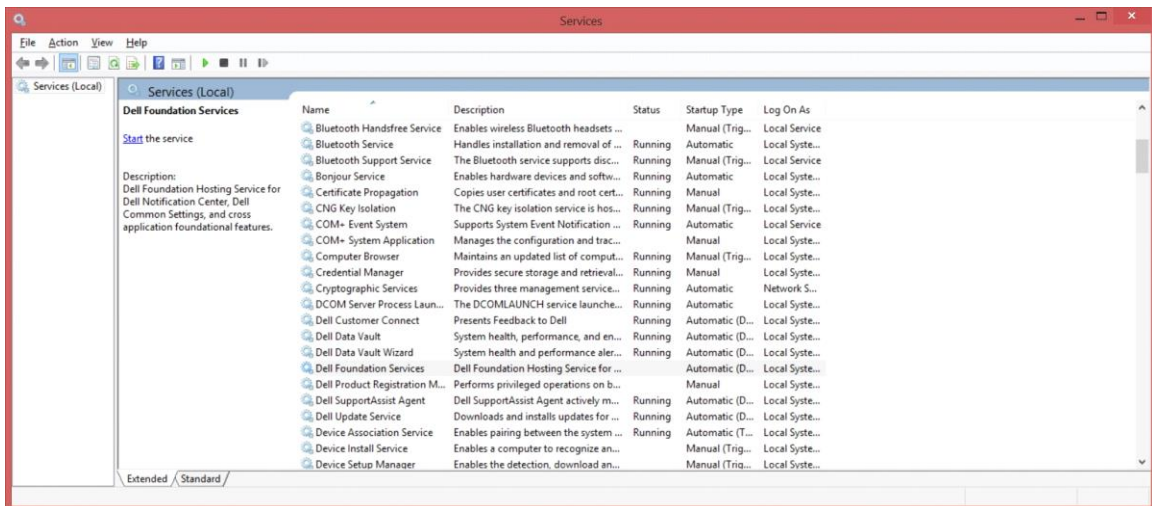 Services
File Action View Help
Services (Local)
Services (Local)
Dell Foundation Services
Start the service
Description:
Dell Foundation Hosting Service for
Dell Notification Center, Dell
Common Settings, and cross
application foundational features.
Name Description Status Startup Type Log On As
Bluetooth Handsfree Service Enables wireless Bluetooth headsets ... Manual (Trig... Local Service
Bluetooth Service Handles installation and removal of ... Running Automatic Local Syste...
Bluetooth Support Service The Bluetooth service supports disc... Running Manual (Trig... Local Service
Bonjour Service Enables hardware devices and softw... Running Automatic Local Syste...
Certificate Propagation Copies user certificates and root cert... Running Manual Local Syste...
CNG Key Isolation The CNG key isolation service is hos... Running Manual (Trig... Local Syste...
COM+ Event System Supports System Event Notification ... Running Automatic Local Service
COM+ System Application Manages the configuration and trac... Manual Local Syste...
Computer Browser Maintains an updated list of comput... Running Manual (Trig... Local Syste...
Credential Manager Provides secure storage and retrieval... Running Manual Local Syste...
Cryptographic Services Provides three management service... Running Automatic Network S...
DCOM Server Process Laun... The DCOMLAUNCH service launche... Running Automatic Local Syste...
Dell Customer Connect Presents Feedback to Dell Running Automatic (D... Local Syste...
Dell Data Vault System health, performance, and en... Running Automatic (D... Local Syste...
Dell Data Vault Wizard System health and performance aler... Running Automatic (D... Local Syste...
Dell Foundation Services Dell Foundation Hosting Service for ... Automatic (D... Local Syste...
Dell Product Registration M... Performs privileged operations on b... Manual Local Syste...
Dell SupportAssist Agent Dell SupportAssist Agent actively m... Running Automatic (D... Local Syste...
Dell Update Service Downloads and installs updates for ... Running Automatic (D... Local Syste...
Device Association Service Enables pairing between the system ... Running Automatic (T... Local Syste...
Device Install Service Enables a computer to recognize an... Manual (Trig... Local Syste...
Device Setup Manager Enables the detection, download an... Manual (Trig... Local Syste...
Extended Standard